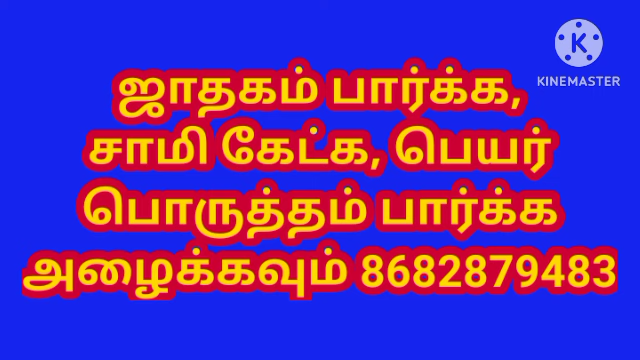 KINEMASTER
ஜாதகம் பார்க்க,
சாமி கேட்க, பெயர்
பொருத்தம் பார்க்க
அழைக்கவும் 8682879483